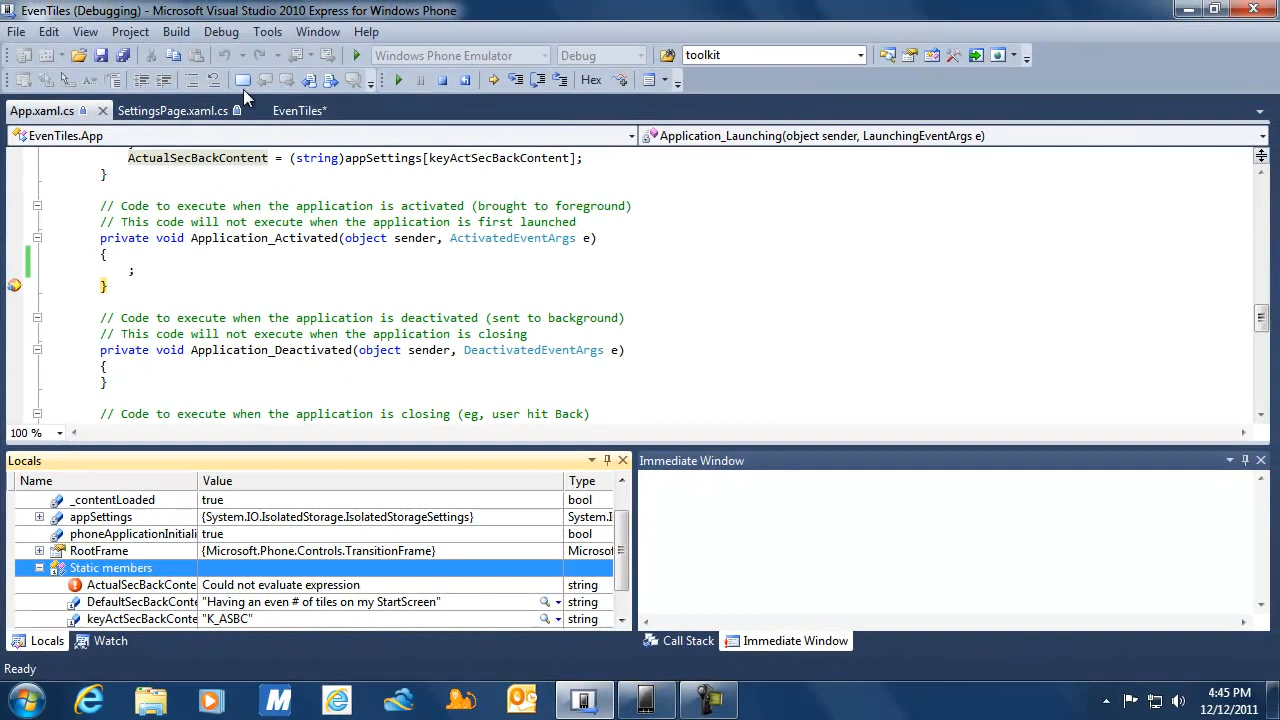 EvenTiles (Debugging) - Microsoft Visual Studio 2010 Express for Windows Phone
File Edit View Project Build Debug Tools Window Help
Windows Phone Emulator Debug toolkit
Hex
App.xaml.cs SettingsPage.xaml.cs EvenTiles*
EvenTiles.App Application_Launching(object sender, LaunchingEventArgs e)
ActualSecBackContent = (string)appSettings[keyActSecBackContent];
}
// Code to execute when the application is activated (brought to foreground)
// This code will not execute when the application is first launched
private void Application_Activated(object sender, ActivatedEventArgs e)
{
;
}
// Code to execute when the application is deactivated (sent to background)
// This code will not execute when the application is closing
private void Application_Deactivated(object sender, DeactivatedEventArgs e)
{
}
// Code to execute when the application is closing (eg, user hit Back)
100 %
Locals Immediate Window
Name Value Type
_contentLoaded true bool
appSettings {System.IO.IsolatedStorage.IsolatedStorageSettings} System.I
phoneApplicationInitiali true bool
RootFrame {Microsoft.Phone.Controls.TransitionFrame} Microsof
Static members
ActualSecBackConte Could not evaluate expression string
DefaultSecBackConte "Having an even # of tiles on my StartScreen" string
keyActSecBackConte "K_ASBC" string
Locals Watch Call Stack Immediate Window
Ready
4:45 PM
12/12/2011